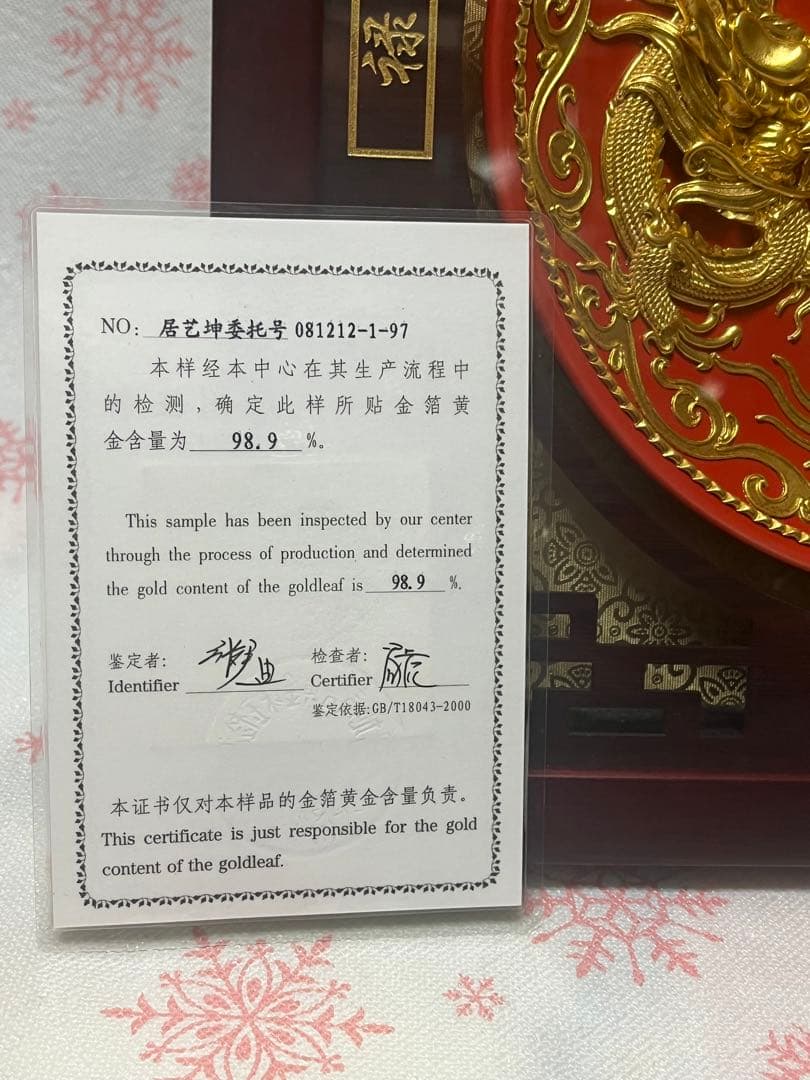 禄
NO: 居艺坤委托号 081212-1-97
本样经本中心在其生产流程中
的检测,确定此样所贴金箔黄
金含量为 98.9 %。
This sample has been inspected by our center
through the process of production and determined
the gold content of the goldleaf is 98.9 %.
鉴定者:
Identifier
检查者:
Certifier
鉴定依据:GB/T18043-2000
本证书仅对本样品的金箔黄金含量负责。
This certificate is just responsible for the gold
content of the goldleaf.